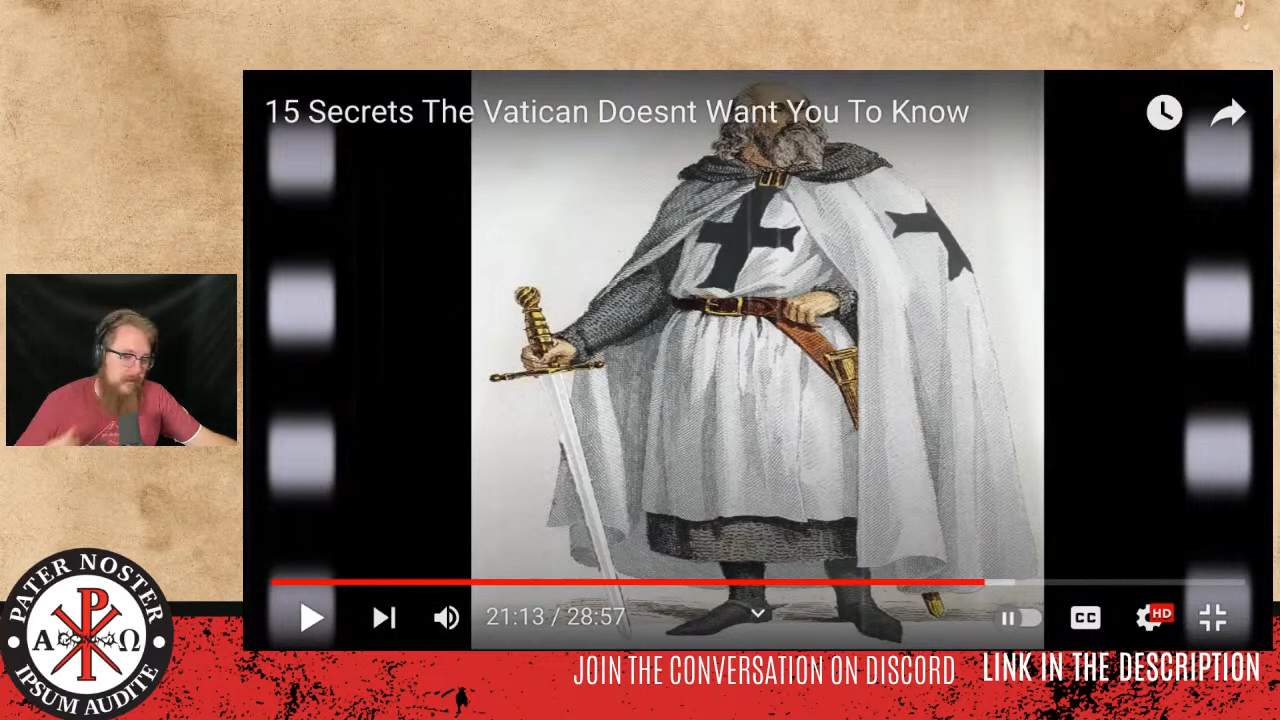 15 Secrets The Vatican Doesnt Want You To Know
21:13 / 28:57
CC
HD
PATER NOSTER
Α Ω
IPSUM AUDITE
JOIN THE CONVERSATION ON DISCORD
LINK IN THE DESCRIPTION